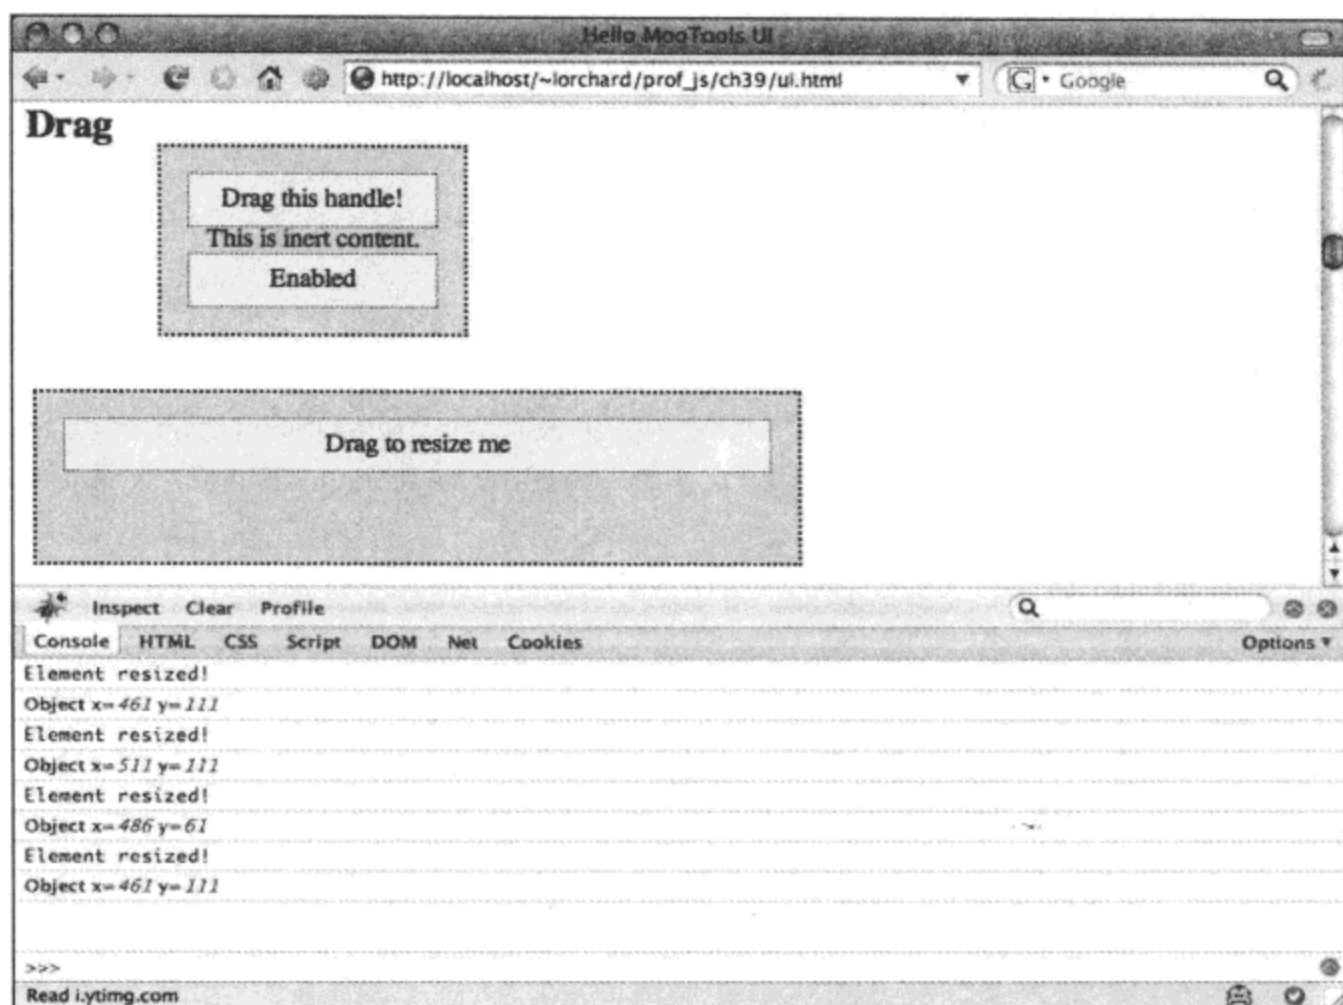 Hello MooTools UI
http://localhost/~lorchard/prof_js/ch39/ui.html
G Google
Drag
Drag this handle!
This is inert content.
Enabled
Drag to resize me
Inspect Clear Profile
Console HTML CSS Script DOM Net Cookies Options
Element resized!
Object x=461 y=111
Element resized!
Object x=511 y=111
Element resized!
Object x=486 y=61
Element resized!
Object x=461 y=111
>>>
Read i.ytimg.com